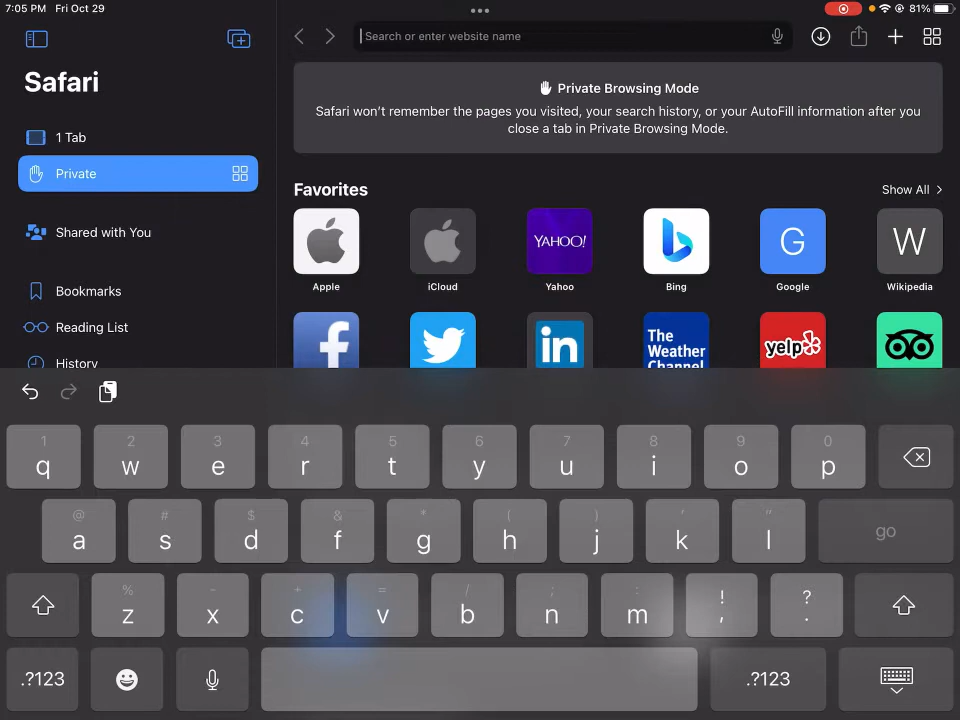 7:05 PM Fri Oct 29
81%
Safari
1 Tab
Private
Shared with You
Bookmarks
Reading List
History
Search or enter website name
Private Browsing Mode
Safari won't remember the pages you visited, your search history, or your AutoFill information after you
close a tab in Private Browsing Mode.
Favorites
Show All
YAHOO!
G
W
Apple
iCloud
Yahoo
Bing
Google
Wikipedia
f
in
The
Weather
Channel
yelp
1 2 3 4 5 6 7 8 9 0
q w e r t y u i o p
@ # $ & * ( ) ' "
a s d f g h j k l go
% - + = / ; : ! ?
z x c v b n m , .
.?123 .?123